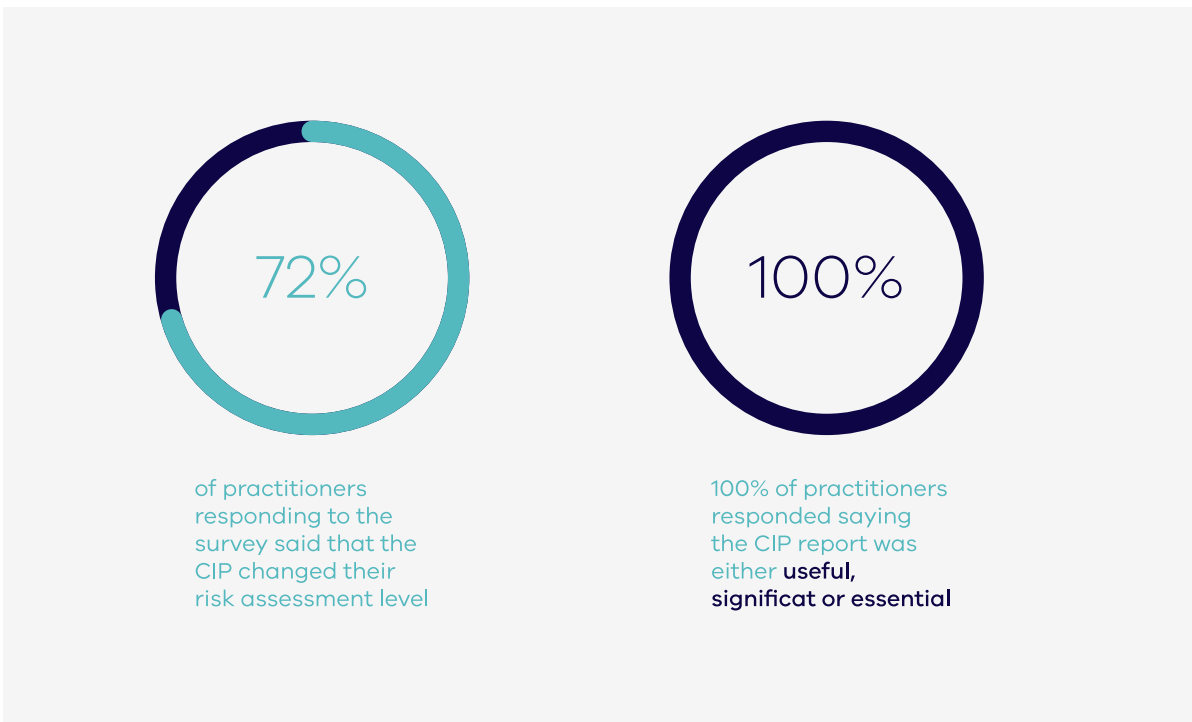 72%
of practitioners
responding to the
survey said that the
CIP changed their
risk assessment level
100%
100% of practitioners
responded saying
the CIP report was
either useful,
significat or essential